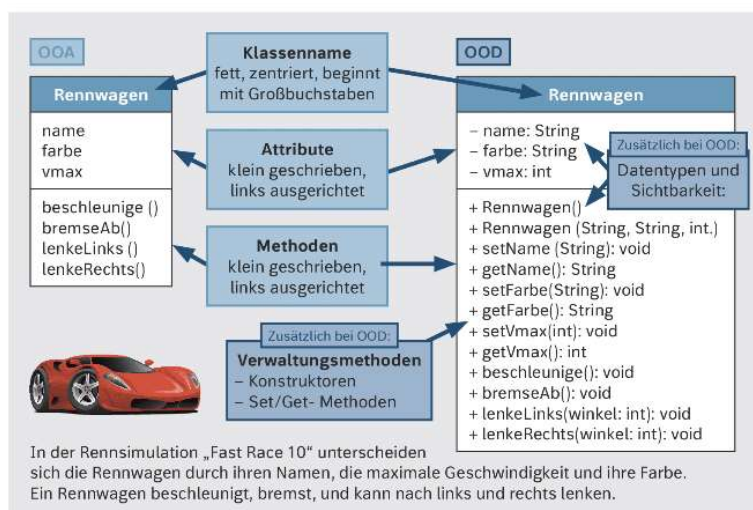 OOA
Klassenname
fett, zentriert, beginnt
mit Großbuchstaben
OOD
Rennwagen
name
farbe
vmax
beschleunige ()
bremseAb()
lenkeLinks ()
lenkeRechts()
Attribute
klein geschrieben,
links ausgerichtet
Methoden
klein geschrieben,
links ausgerichtet
Zusätzlich bei OOD:
Verwaltungsmethoden
– Konstruktoren
– Set/Get- Methoden
Rennwagen
– name: String
– farbe: String
– vmax: int
Zusätzlich bei OOD:
Datentypen und
Sichtbarkeit:
+ Rennwagen()
+ Rennwagen (String, String, int.)
+ setName (String): void
+ getName(): String
+ setFarbe(String): void
+ getFarbe(): String
+ setVmax(int): void
+ getVmax(): int
+ beschleunige(): void
+ bremseAb(): void
+ lenkeLinks(winkel: int): void
+ lenkeRechts(winkel: int): void
In der Rennsimulation „Fast Race 10“ unterscheiden
sich die Rennwagen durch ihren Namen, die maximale Geschwindigkeit und ihre Farbe.
Ein Rennwagen beschleunigt, bremst, und kann nach links und rechts lenken.